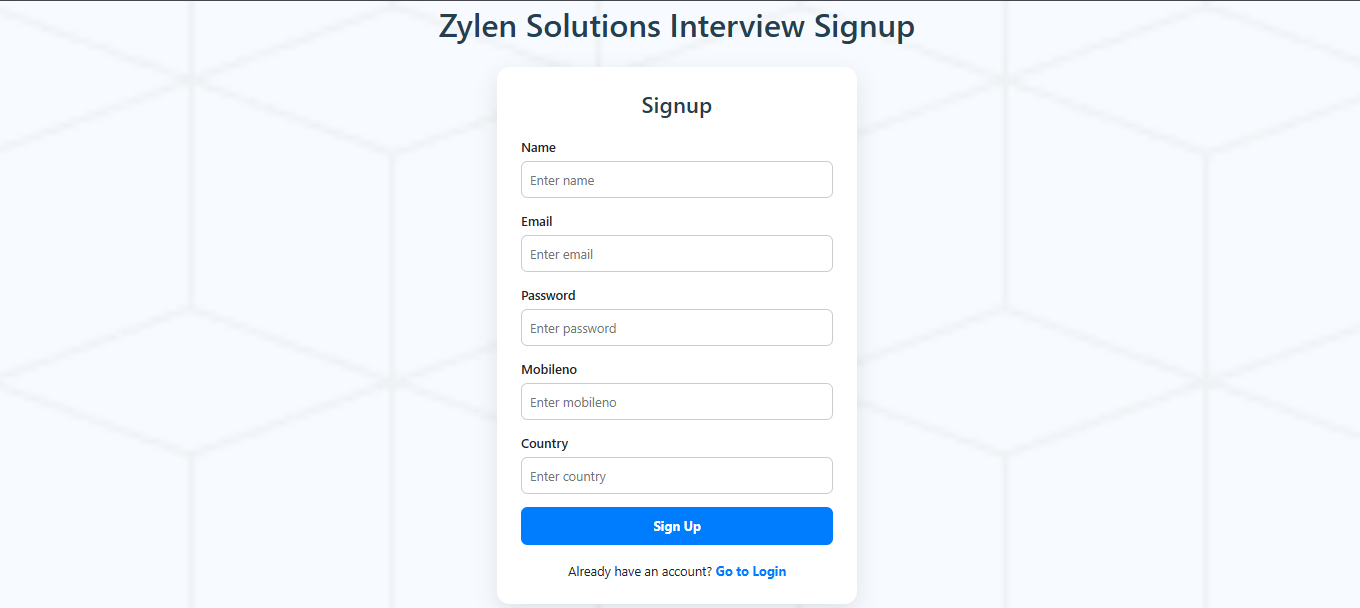 Zylen Solutions Interview Signup
Signup
Name
Enter name
Email
Enter email
Password
Enter password
Mobileno
Enter mobileno
Country
Enter country
Sign Up
Already have an account? Go to Login